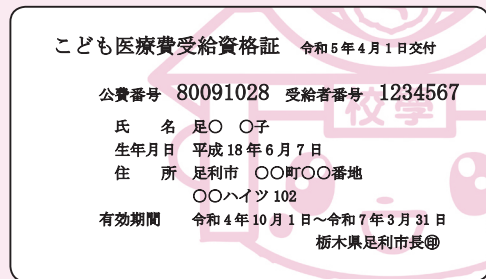 こども医療費受給資格証 令和5年4月1日交付
公費番号 80091028 受給者番号 1234567
氏 名 足〇 〇子
生年月日 平成18年6月7日
住 所 足利市 〇〇町〇〇番地
〇〇ハイツ102
有効期間 令和4年10月1日～令和7年3月31日
栃木県足利市長㊞
校学